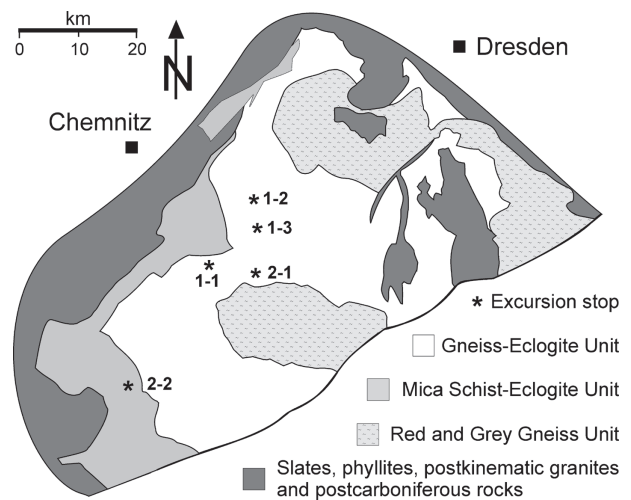 km
0 10 20
N
Dresden
Chemnitz
* 1-2
* 1-3
*
1-1
* 2-1
* 2-2
* Excursion stop
Gneiss-Eclogite Unit
Mica Schist-Eclogite Unit
Red and Grey Gneiss Unit
Slates, phyllites, postkinematic granites
and postcarboniferous rocks